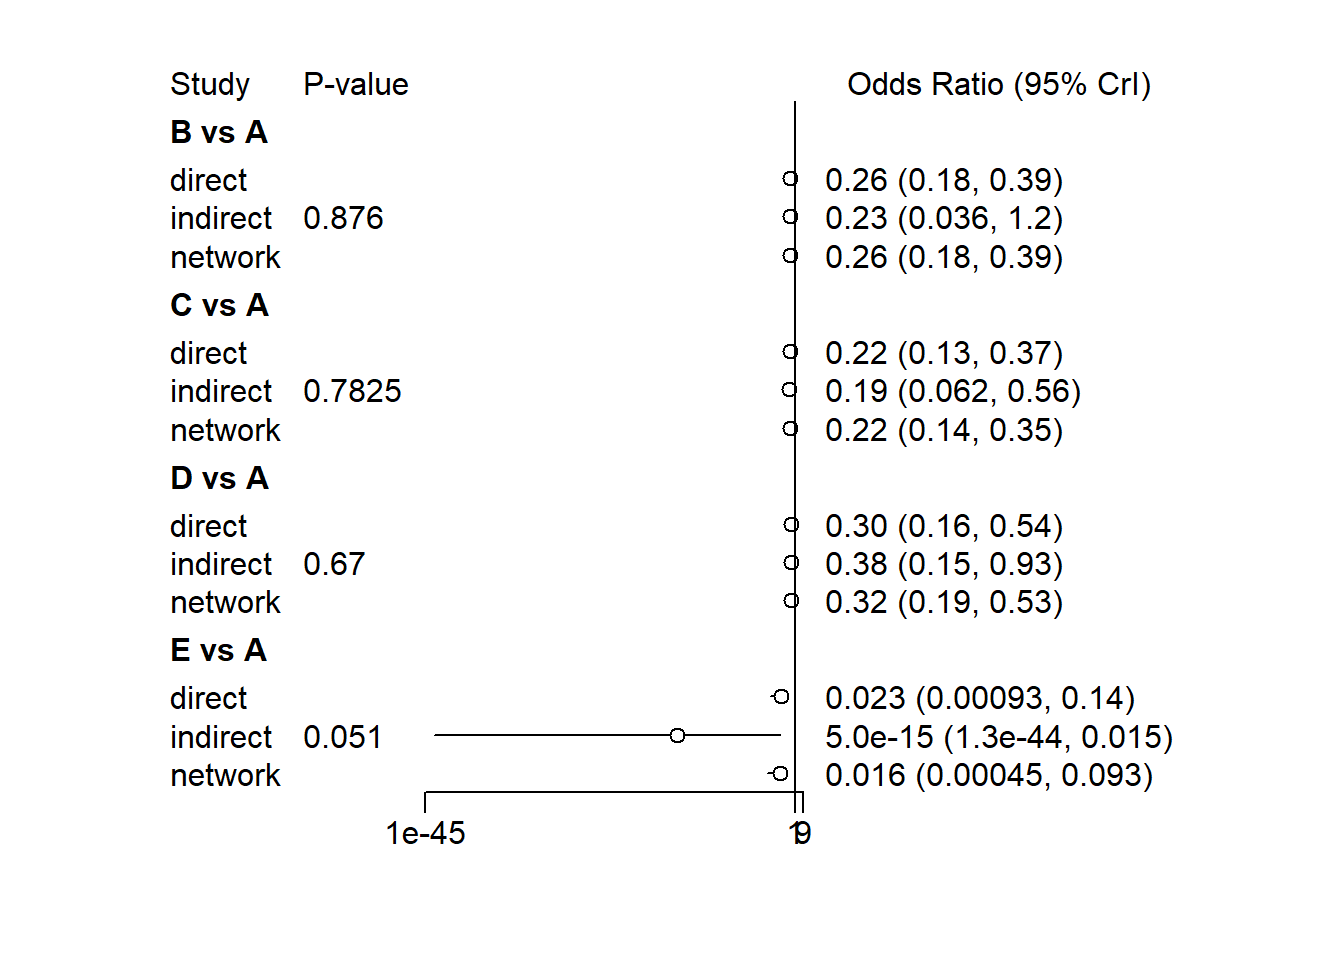 Study P-value Odds Ratio (95% CrI)
B vs A
direct 0.26 (0.18, 0.39)
indirect 0.876 0.23 (0.036, 1.2)
network 0.26 (0.18, 0.39)
C vs A
direct 0.22 (0.13, 0.37)
indirect 0.7825 0.19 (0.062, 0.56)
network 0.22 (0.14, 0.35)
D vs A
direct 0.30 (0.16, 0.54)
indirect 0.67 0.38 (0.15, 0.93)
network 0.32 (0.19, 0.53)
E vs A
direct 0.023 (0.00093, 0.14)
indirect 0.051 5.0e-15 (1.3e-44, 0.015)
network 0.016 (0.00045, 0.093)
1e-45 1 9